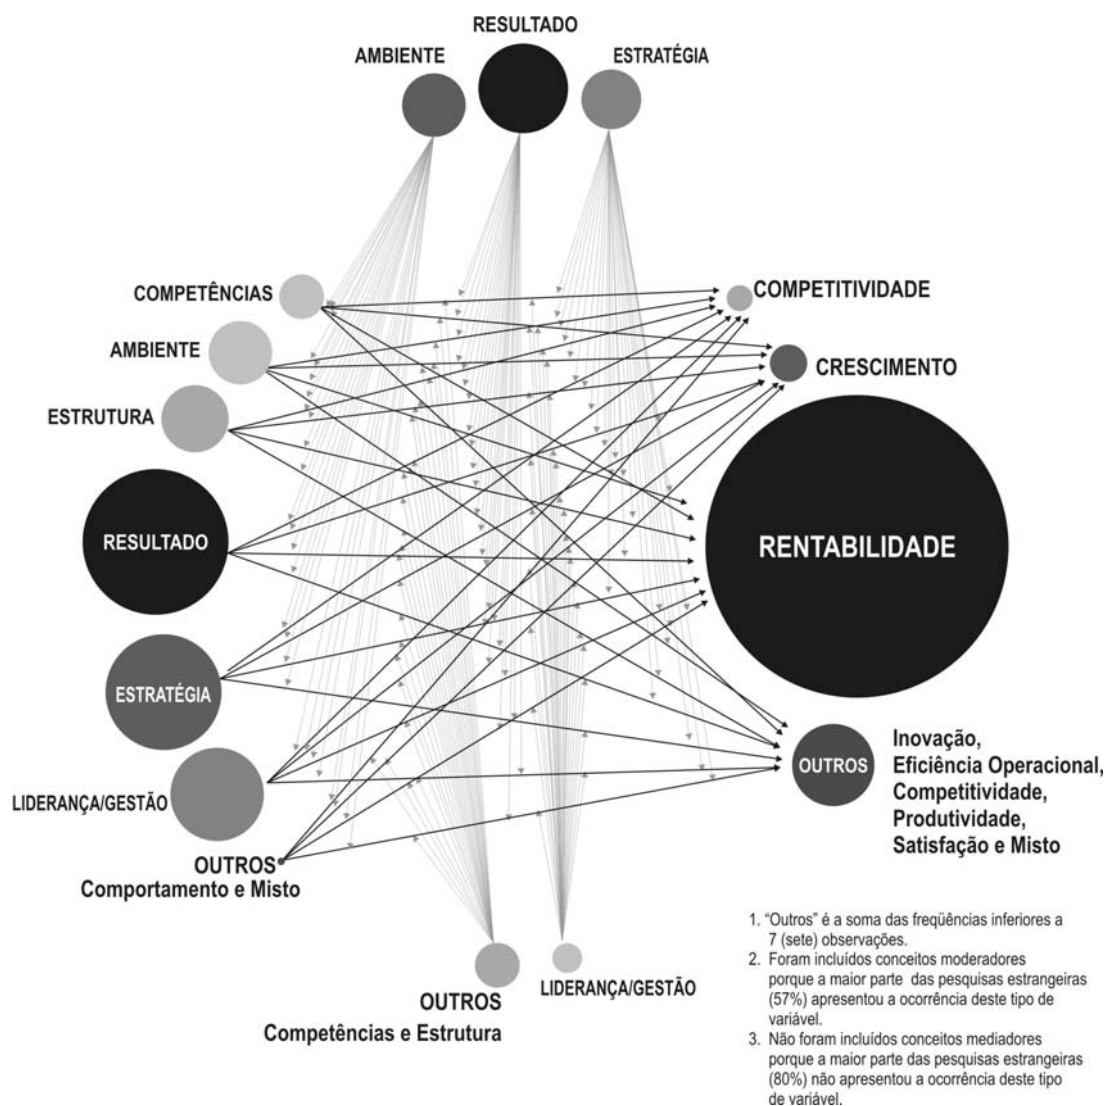 RESULTADO
AMBIENTE
ESTRATÉGIA
COMPETÊNCIAS
COMPETITIVIDADE
AMBIENTE
CRESCIMENTO
ESTRUTURA
RESULTADO
RENTABILIDADE
ESTRATÉGIA
LIDERANÇA/GESTÃO
OUTROS
Inovação,
Eficiência Operacional,
Competitividade,
Produtividade,
Satisfação e Misto
OUTROS
Comportamento e Misto
OUTROS
Competências e Estrutura
LIDERANÇA/GESTÃO
1. "Outros" é a soma das freqüências inferiores a
7 (sete) observações.
2. Foram incluídos conceitos moderadores
porque a maior parte das pesquisas estrangeiras
(57%) apresentou a ocorrência deste tipo de
variável.
3. Não foram incluídos conceitos mediadores
porque a maior parte das pesquisas estrangeiras
(80%) não apresentou a ocorrência deste tipo
de variável.